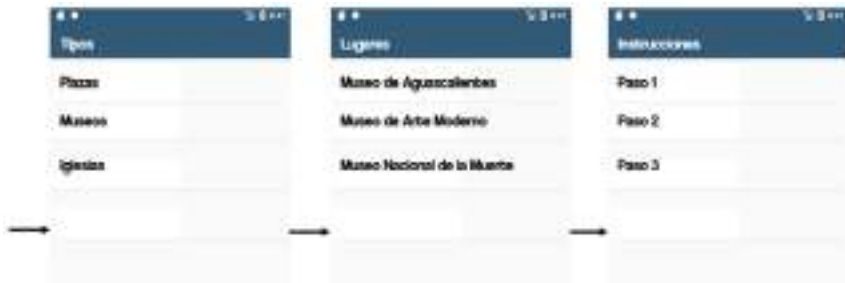 Tipos
Plazas
Museos
Iglesias
Lugares
Museo de Aguascalientes
Museo de Arte Moderno
Museo Nacional de la Muerte
Instrucciones
Paso 1
Paso 2
Paso 3